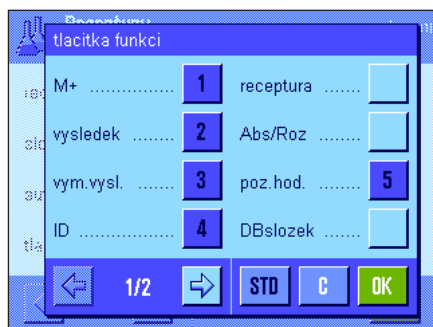 tlacitka funkci
M+ ........ 1 receptura .......
vysledek ........ 2 Abs/Roz .......
vym.vysl. ....... 3 poz.hod. ....... 5
ID ................ 4 DBslozek .......
1/2 STD C OK